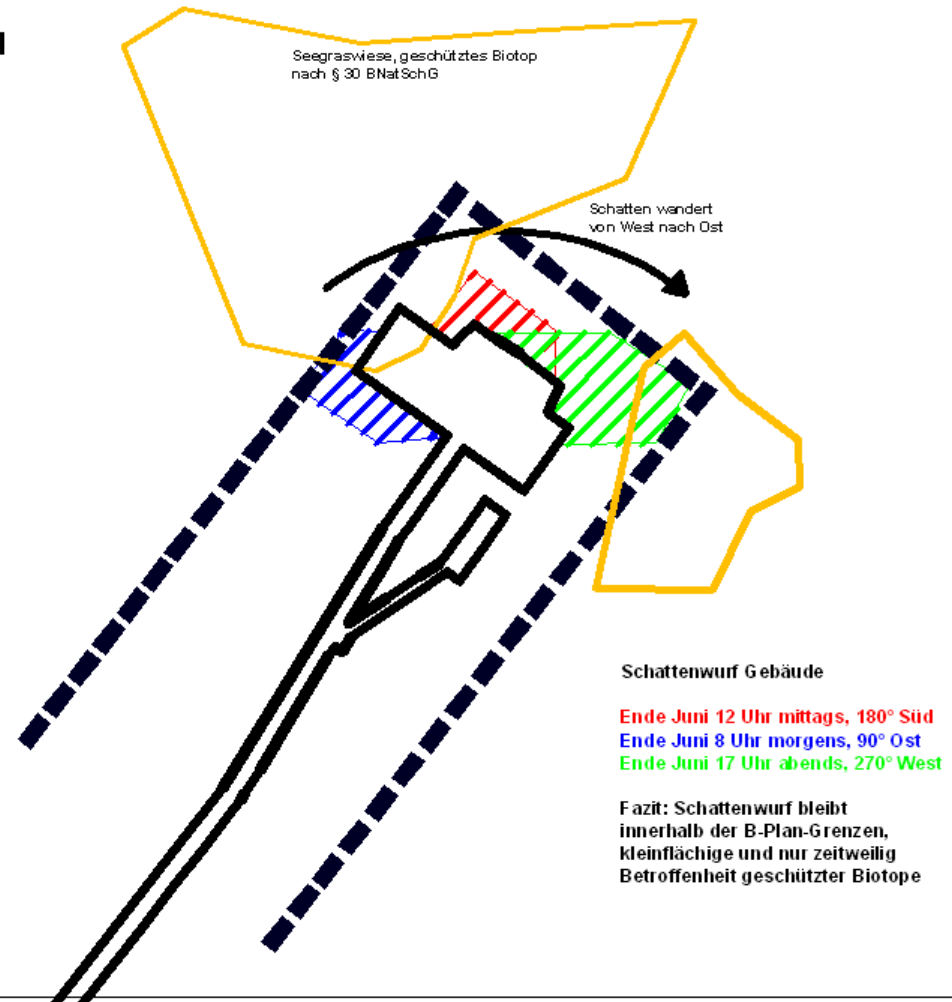 Seegraswiese, geschütztes Biotop
nach § 30 BNatSchG
Schatten wandert
von West nach Ost
Schattenwurf Gebäude
Ende Juni 12 Uhr mittags, 180° Süd
Ende Juni 8 Uhr morgens, 90° Ost
Ende Juni 17 Uhr abends, 270° West
Fazit: Schattenwurf bleibt
innerhalb der B-Plan-Grenzen,
kleinflächige und nur zeitweilig
Betroffenheit geschützter Biotope